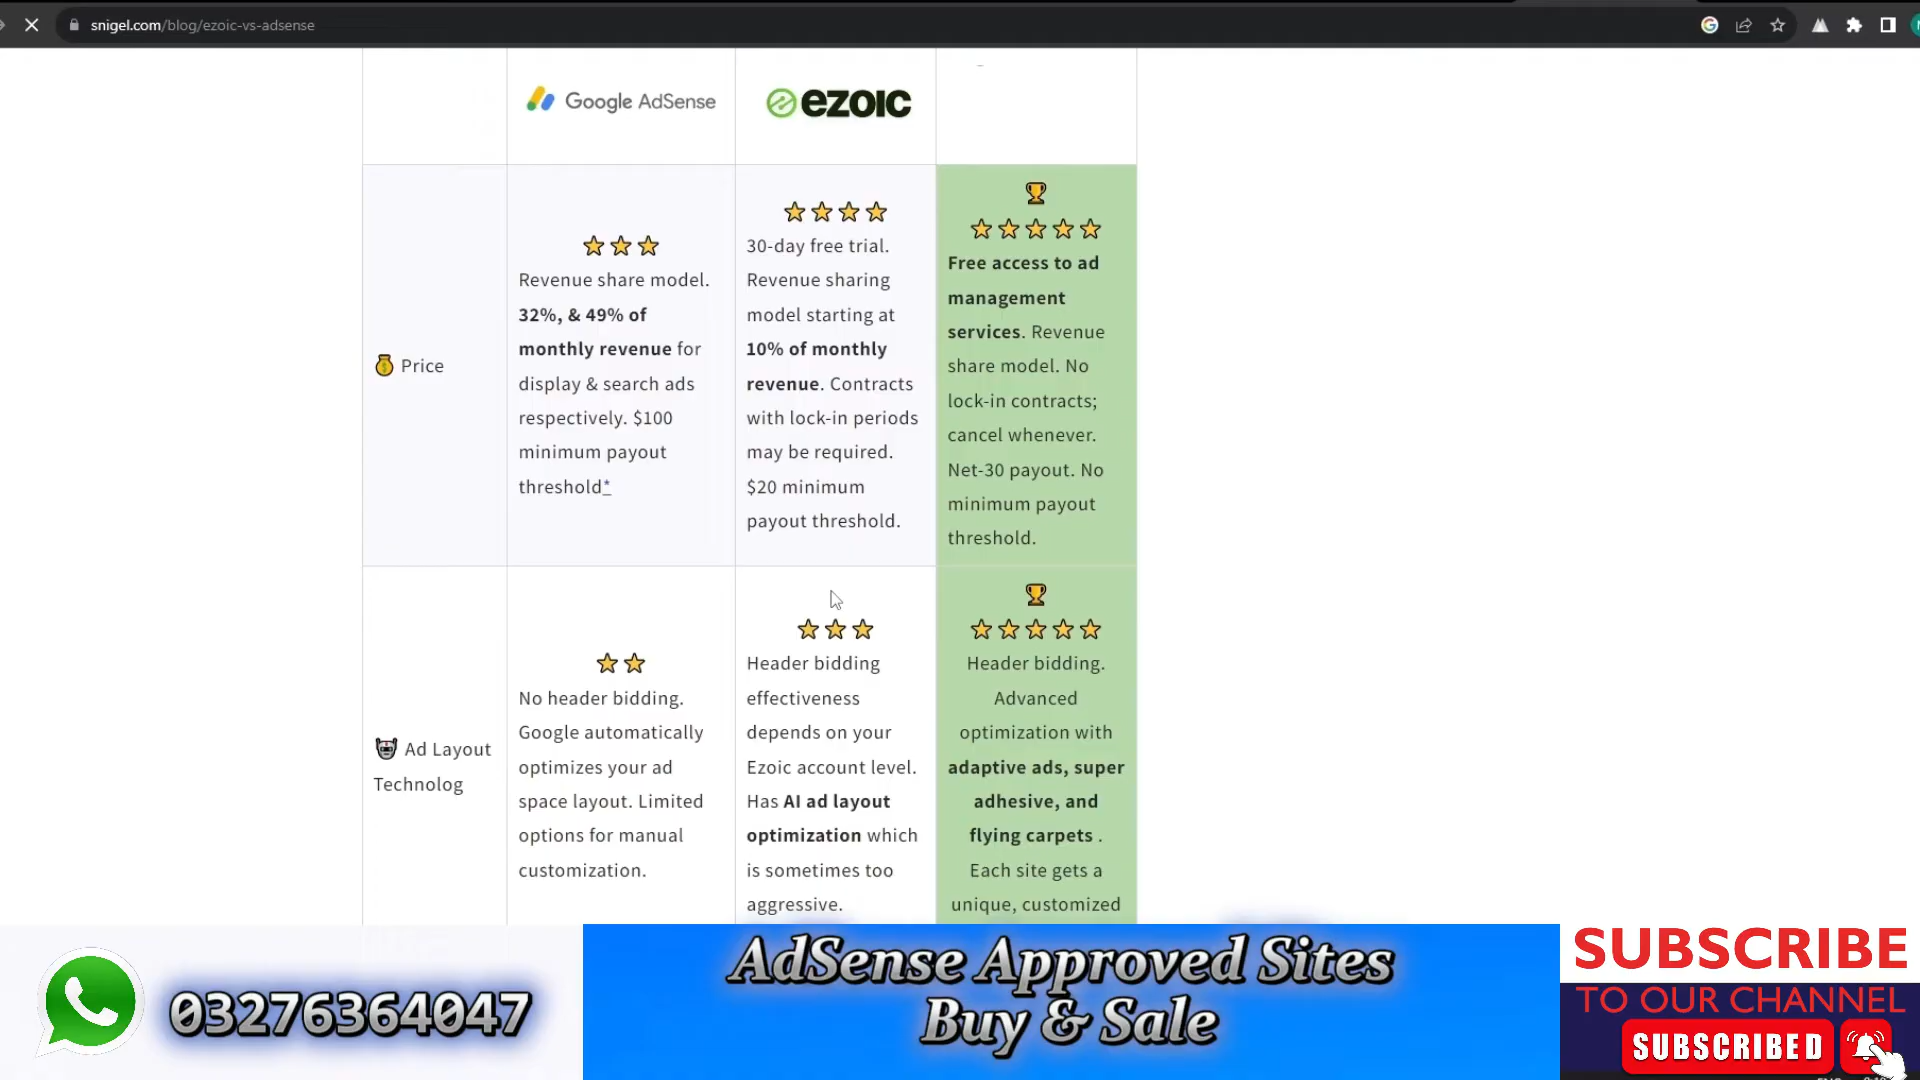 snigel.com/blog/ezoic-vs-adsense
Google AdSense
ezoic
Price
Revenue share model.
32%, & 49% of
monthly revenue for
display & search ads
respectively. $100
minimum payout
threshold*
30-day free trial.
Revenue sharing
model starting at
10% of monthly
revenue. Contracts
with lock-in periods
may be required.
$20 minimum
payout threshold.
Free access to ad
management
services. Revenue
share model. No
lock-in contracts;
cancel whenever.
Net-30 payout. No
minimum payout
threshold.
Ad Layout
Technolog
No header bidding.
Google automatically
optimizes your ad
space layout. Limited
options for manual
customization.
Header bidding
effectiveness
depends on your
Ezoic account level.
Has AI ad layout
optimization which
is sometimes too
aggressive.
Header bidding.
Advanced
optimization with
adaptive ads, super
adhesive, and
flying carpets .
Each site gets a
unique, customized
03276364047
AdSense Approved Sites
Buy & Sale
SUBSCRIBE
TO OUR CHANNEL
SUBSCRIBED